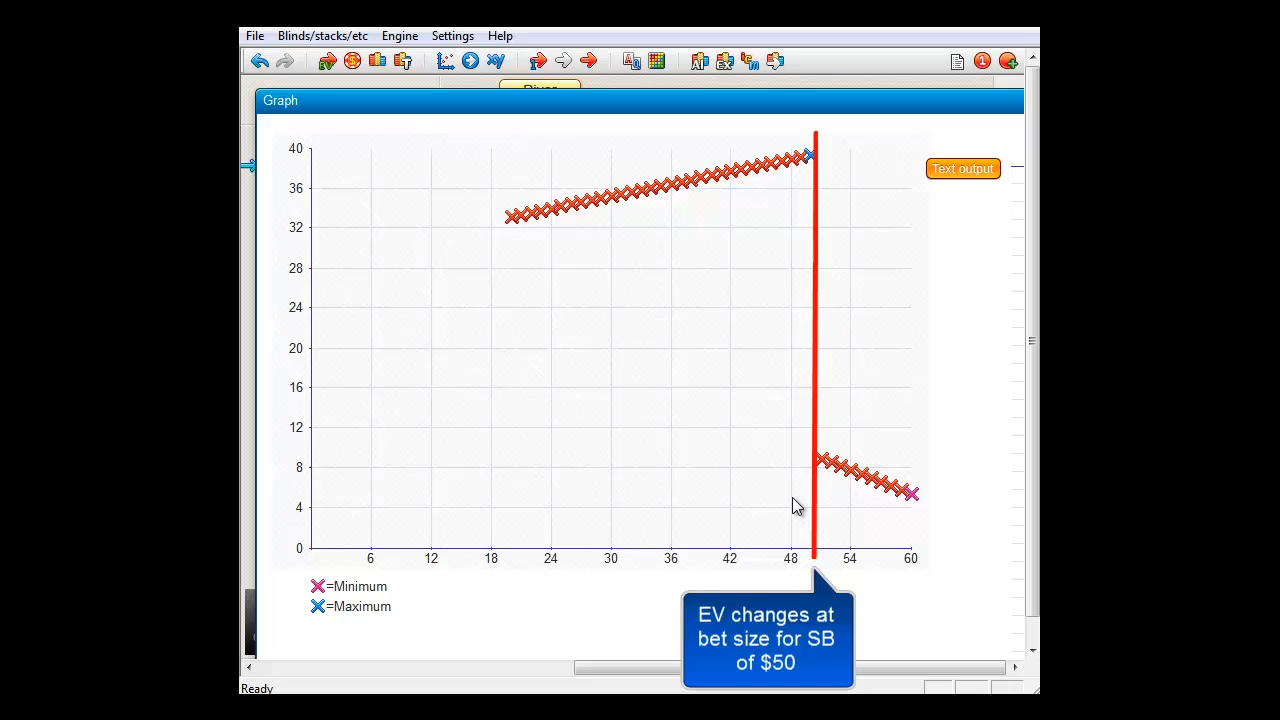 File Blinds/stacks/etc Engine Settings Help
River
Graph
40
36
32
28
24
20
16
12
8
4
0
6 12 18 24 30 36 42 48 54 60
Text output
=Minimum
=Maximum
EV changes at
bet size for SB
of $50
Ready